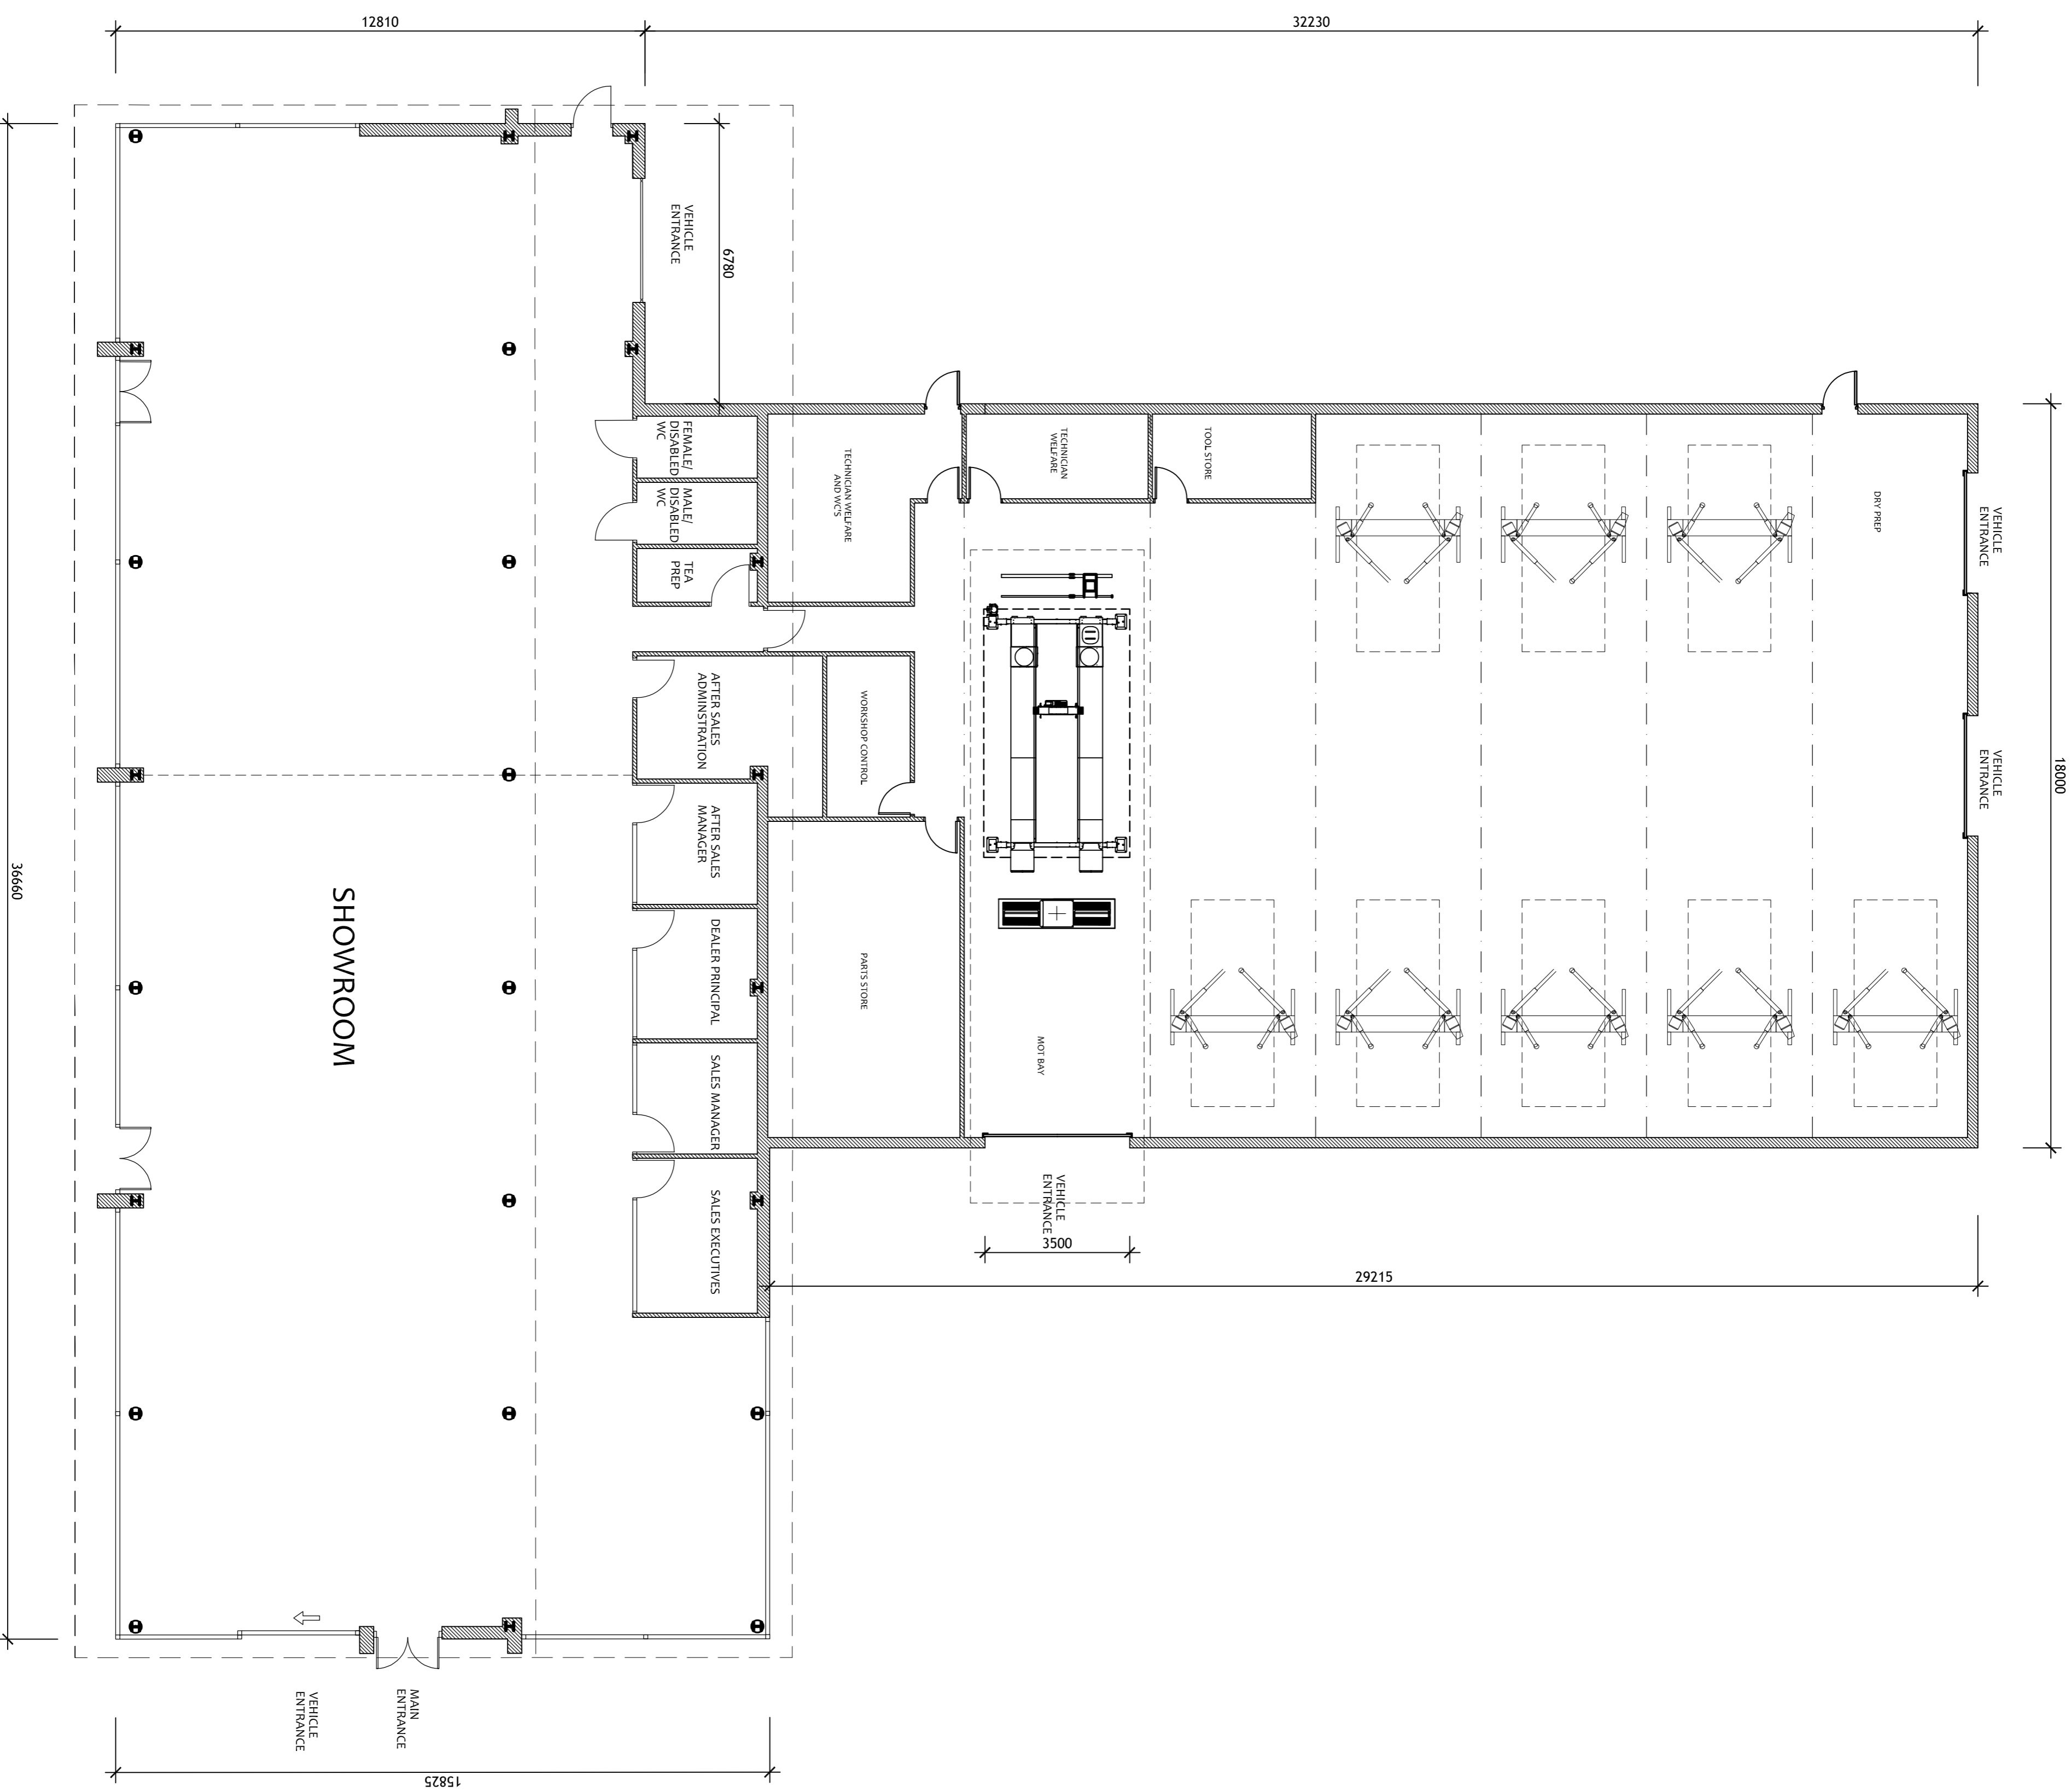 12810
32230
VEHICLE
ENTRANCE
6780
FEMALE/
DISABLED
WC
MALE/
DISABLED
WC
TEA
PREP
TECHNICIAN WELFARE
AND WC'S
TECHNICIAN
WELFARE
TOOL STORE
DRY PREP
VEHICLE
ENTRANCE
VEHICLE
ENTRANCE
18000
AFTER SALES
ADMINSTRATION
WORKSHOP CONTROL
AFTER SALES
MANAGER
DEALER PRINCIPAL
SALES MANAGER
SALES EXECUTIVES
PARTS STORE
MOT BAY
SHOWROOM
36660
VEHICLE
ENTRANCE
3500
29215
MAIN
ENTRANCE
VEHICLE
ENTRANCE
15825